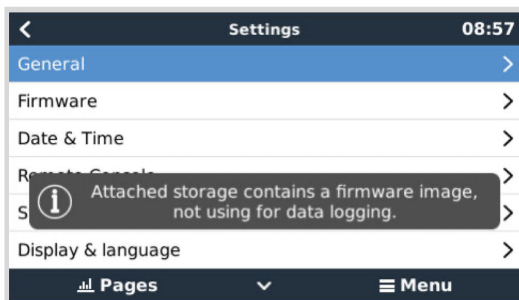 Settings
08:57
General
Firmware
Date & Time
Attached storage contains a firmware image,
not using for data logging.
Display & language
Pages
Menu